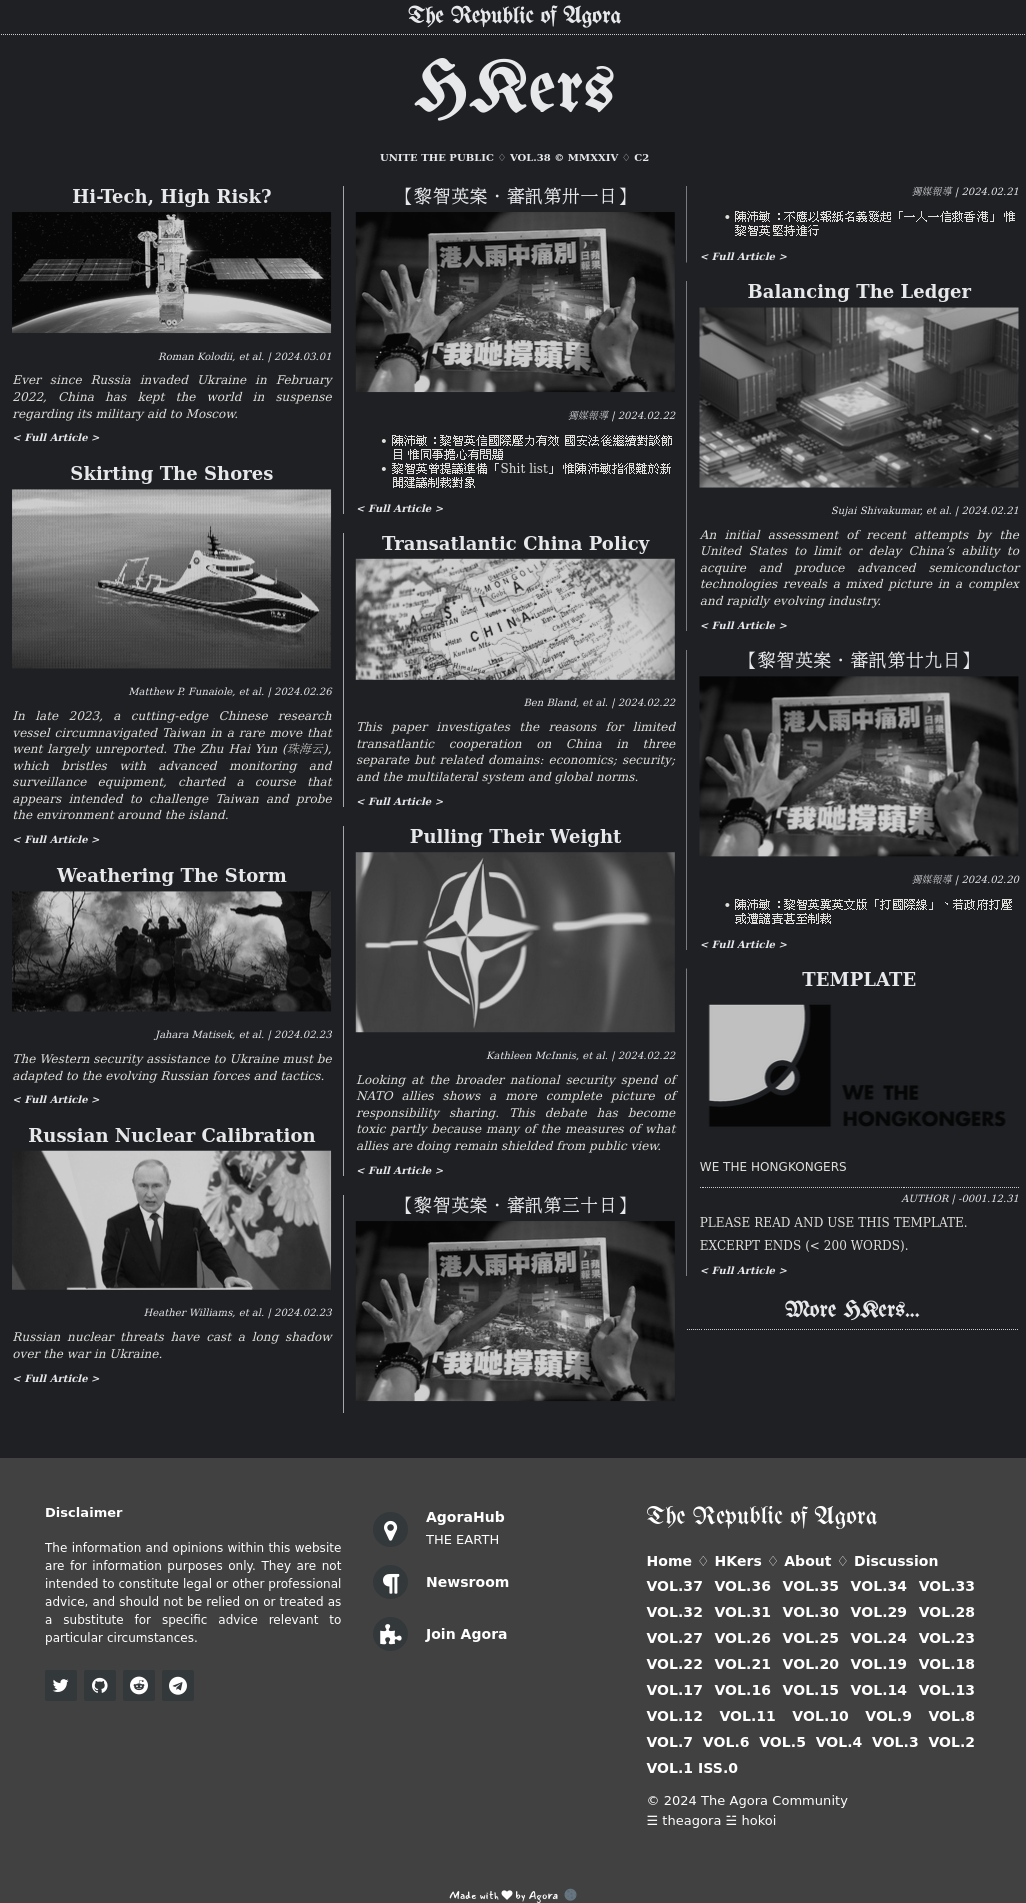 The Republic of Agora
HKers
UNITE THE PUBLIC ♢ VOL.38 © MMXXIV ♢ C2
Hi-Tech, High Risk?
Roman Kolodii, et al. | 2024.03.01
Ever since Russia invaded Ukraine in February
2022, China has kept the world in suspense
regarding its military aid to Moscow.
< Full Article >
Skirting The Shores
Matthew P. Funaiole, et al. | 2024.02.26
In late 2023, a cutting-edge Chinese research
vessel circumnavigated Taiwan in a rare move that
went largely unreported. The Zhu Hai Yun (珠海云),
which bristles with advanced monitoring and
surveillance equipment, charted a course that
appears intended to challenge Taiwan and probe
the environment around the island.
< Full Article >
Weathering The Storm
Jahara Matisek, et al. | 2024.02.23
The Western security assistance to Ukraine must be
adapted to the evolving Russian forces and tactics.
< Full Article >
Russian Nuclear Calibration
Heather Williams, et al. | 2024.02.23
Russian nuclear threats have cast a long shadow
over the war in Ukraine.
< Full Article >
【黎智英案・審訊第卅一日】
港人雨中痛別
蘋果日報
「我哋撐蘋果
獨媒報導 | 2024.02.22
• 陳沛敏：黎智英信國際壓力有效 國安法後繼續對談節
目 惟同事擔心有問題
• 黎智英曾提議準備「Shit list」 惟陳沛敏指很難於新
聞建議制裁對象
< Full Article >
Transatlantic China Policy
ASIA
MONGOLIA
CHINA
Ben Bland, et al. | 2024.02.22
This paper investigates the reasons for limited
transatlantic cooperation on China in three
separate but related domains: economics; security;
and the multilateral system and global norms.
< Full Article >
Pulling Their Weight
Kathleen McInnis, et al. | 2024.02.22
Looking at the broader national security spend of
NATO allies shows a more complete picture of
responsibility sharing. This debate has become
toxic partly because many of the measures of what
allies are doing remain shielded from public view.
< Full Article >
【黎智英案・審訊第三十日】
港人雨中痛別
蘋果日報
「我哋撐蘋果
獨媒報導 | 2024.02.21
• 陳沛敏：不應以報紙名義發起「一人一信救香港」 惟
黎智英堅持進行
< Full Article >
Balancing The Ledger
Sujai Shivakumar, et al. | 2024.02.21
An initial assessment of recent attempts by the
United States to limit or delay China’s ability to
acquire and produce advanced semiconductor
technologies reveals a mixed picture in a complex
and rapidly evolving industry.
< Full Article >
【黎智英案・審訊第廿九日】
港人雨中痛別
蘋果日報
「我哋撐蘋果
獨媒報導 | 2024.02.20
• 陳沛敏：黎智英冀英文版「打國際線」、若政府打壓
或遭譴責甚至制裁
< Full Article >
TEMPLATE
WE THE
HONGKONGERS
WE THE HONGKONGERS
AUTHOR | -0001.12.31
PLEASE READ AND USE THIS TEMPLATE.
EXCERPT ENDS (< 200 WORDS).
< Full Article >
More HKers...
Disclaimer
The information and opinions within this website
are for information purposes only. They are not
intended to constitute legal or other professional
advice, and should not be relied on or treated as
a substitute for specific advice relevant to
particular circumstances.
AgoraHub
THE EARTH
Newsroom
Join Agora
The Republic of Agora
Home ♢ HKers ♢ About ♢ Discussion
VOL.37 VOL.36 VOL.35 VOL.34 VOL.33
VOL.32 VOL.31 VOL.30 VOL.29 VOL.28
VOL.27 VOL.26 VOL.25 VOL.24 VOL.23
VOL.22 VOL.21 VOL.20 VOL.19 VOL.18
VOL.17 VOL.16 VOL.15 VOL.14 VOL.13
VOL.12 VOL.11 VOL.10 VOL.9 VOL.8
VOL.7 VOL.6 VOL.5 VOL.4 VOL.3 VOL.2
VOL.1 ISS.0
© 2024 The Agora Community
☰ theagora ☱ hokoi
Made with ♥ by Agora